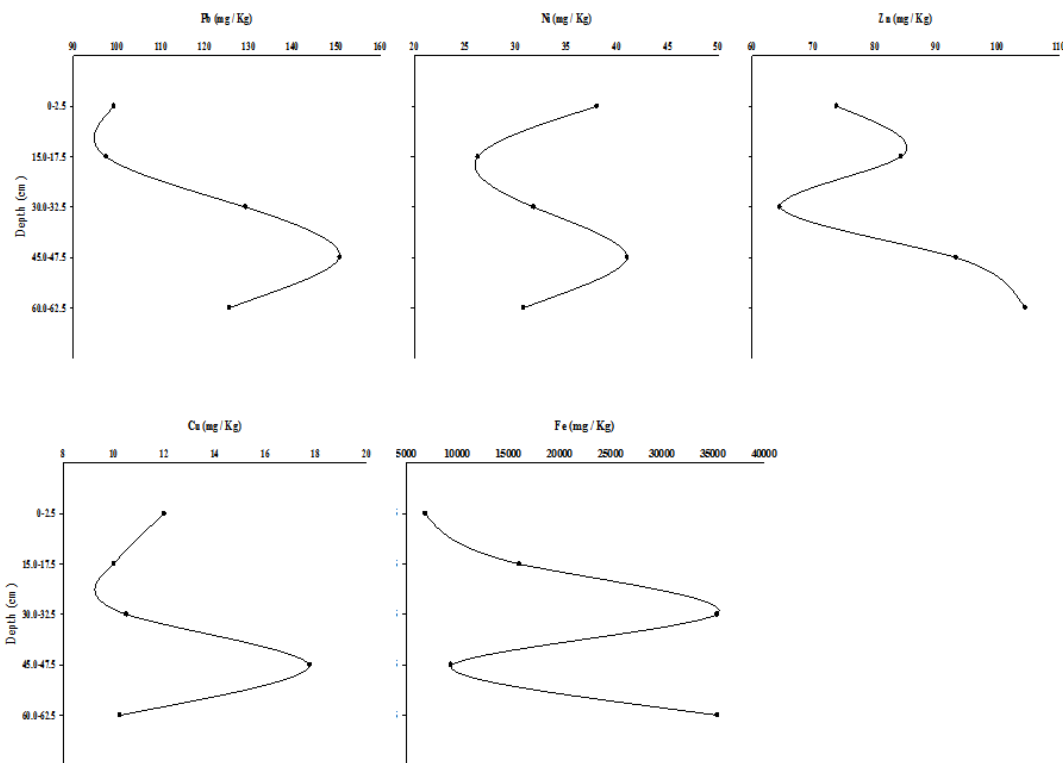 Pb (mg / Kg)
90 100 110 120 130 140 150 160
Ni (mg / Kg)
20 25 30 35 40 45 50
Zn (mg / Kg)
60 70 80 90 100 110
Depth (cm )
0-2.5
15.0-17.5
30.0-32.5
45.0-47.5
60.0-62.5
Cu (mg / Kg)
8 10 12 14 16 18 20
Fe (mg / Kg)
5000 10000 15000 20000 25000 30000 35000 40000
Depth (cm )
0-2.5
15.0-17.5
30.0-32.5
45.0-47.5
60.0-62.5